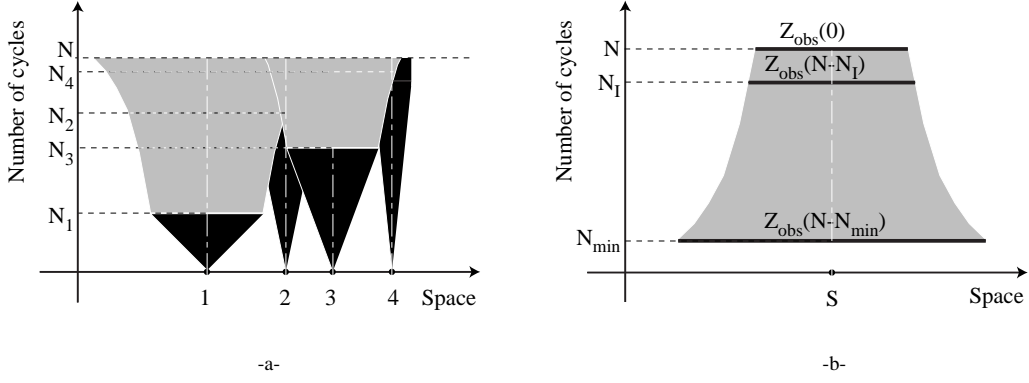 Number of cycles
N
N4
N2
N3
N1
1 2 3 4 Space
-a-
Number of cycles
N
NI
Nmin
Zobs(0)
Zobs(N-NI)
Zobs(N-Nmin)
S Space
-b-